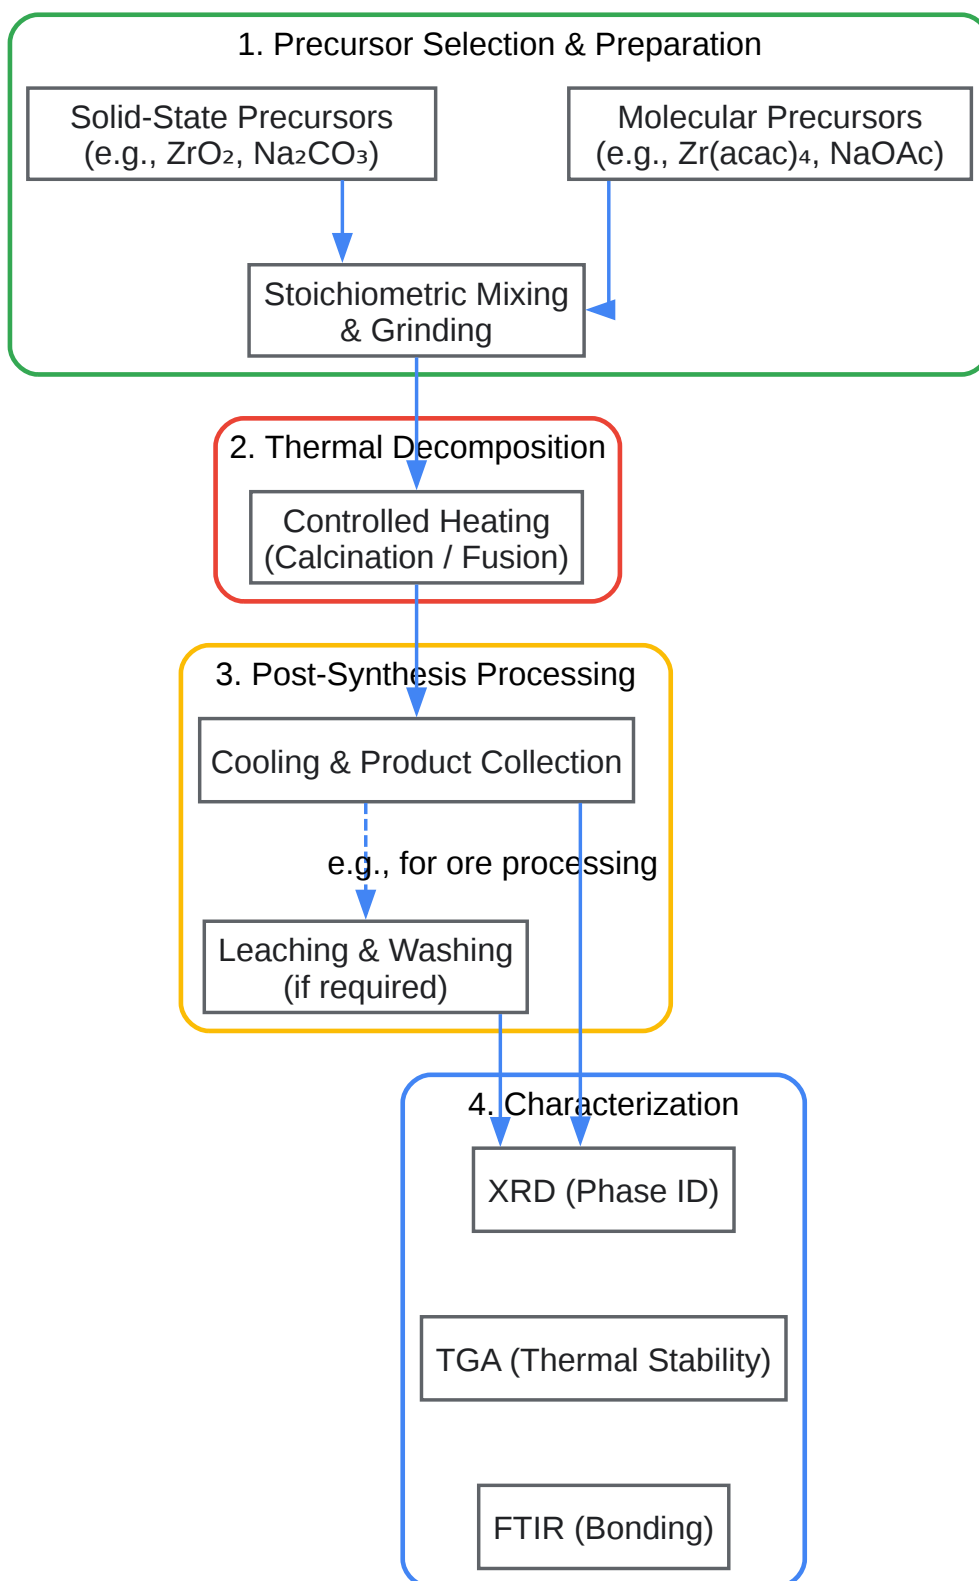 1. Precursor Selection & Preparation
Solid-State Precursors
(e.g., ZrO₂, Na₂CO₃)
Molecular Precursors
(e.g., Zr(acac)₄, NaOAc)
Stoichiometric Mixing
& Grinding
2. Thermal Decomposition
Controlled Heating
(Calcination / Fusion)
3. Post-Synthesis Processing
Cooling & Product Collection
e.g., for ore processing
Leaching & Washing
(if required)
4. Characterization
XRD (Phase ID)
TGA (Thermal Stability)
FTIR (Bonding)